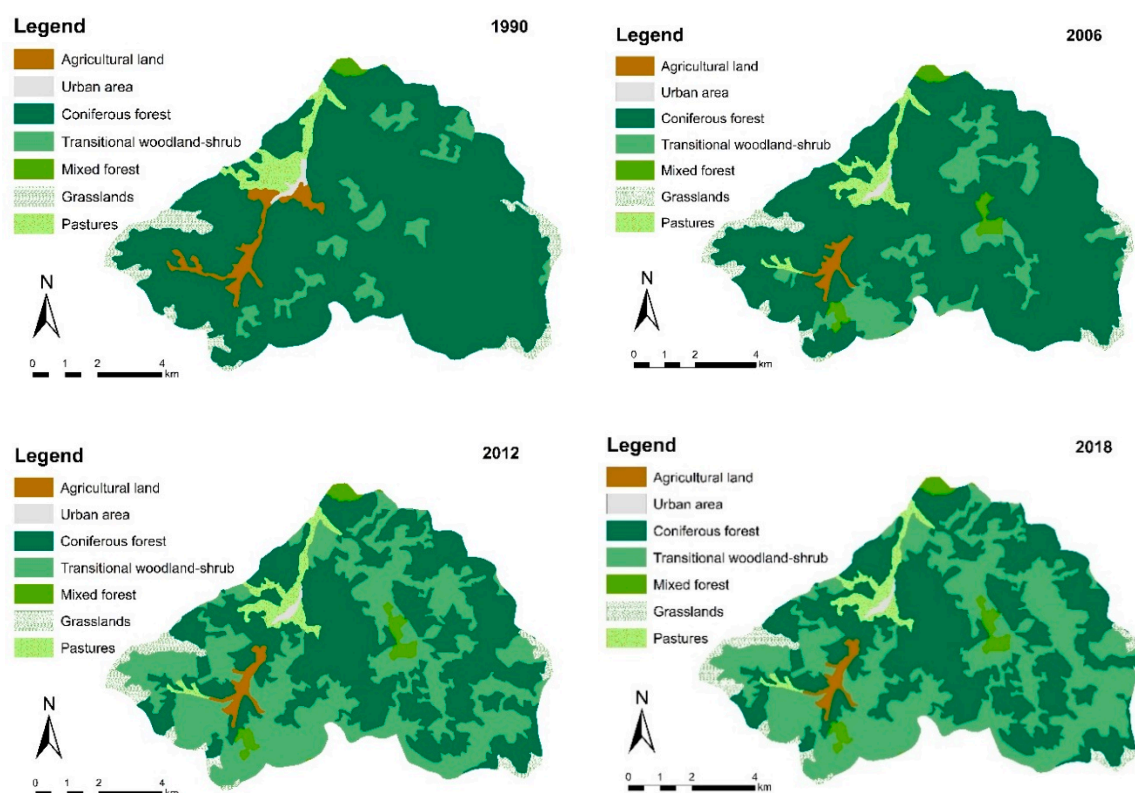 Legend
1990
Agricultural land
Urban area
Coniferous forest
Transitional woodland-shrub
Mixed forest
Grasslands
Pastures
N
0 1 2 4
km
Legend
2006
Agricultural land
Urban area
Coniferous forest
Transitional woodland-shrub
Mixed forest
Grasslands
Pastures
N
0 1 2 4
km
Legend
2012
Agricultural land
Urban area
Coniferous forest
Transitional woodland-shrub
Mixed forest
Grasslands
Pastures
N
0 1 2 4
km
Legend
2018
Agricultural land
Urban area
Coniferous forest
Transitional woodland-shrub
Mixed forest
Grasslands
Pastures
N
0 1 2 4
km